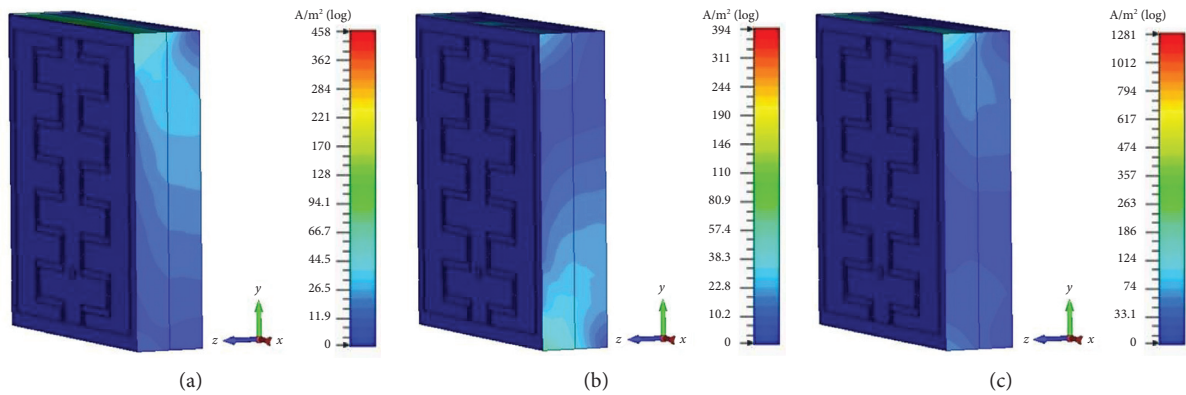 A/m² (log)
458
362
284
221
170
128
94.1
66.7
44.5
26.5
11.9
0
y
z
x
(a)
A/m² (log)
394
311
244
190
146
110
80.9
57.4
38.3
22.8
10.2
0
y
z
x
(b)
A/m² (log)
1281
1012
794
617
474
357
263
186
124
74
33.1
0
y
z
x
(c)